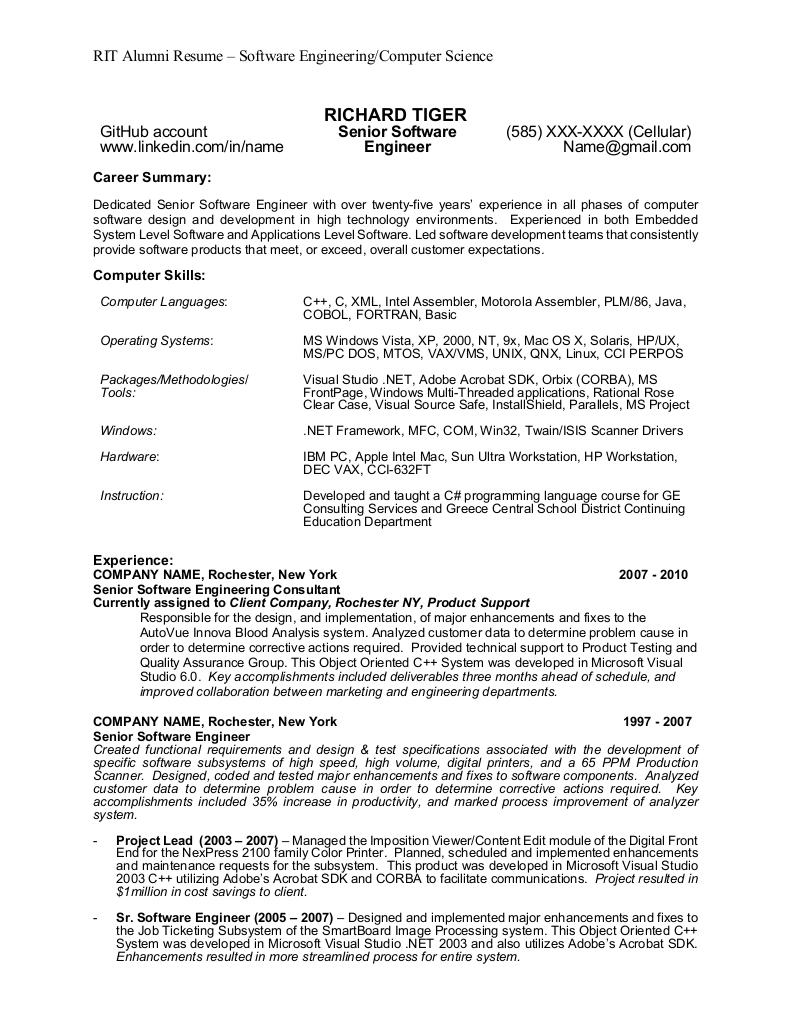 RIT Alumni Resume – Software Engineering/Computer Science
RICHARD TIGER
GitHub account Senior Software (585) XXX-XXXX (Cellular)
www.linkedin.com/in/name Engineer Name@gmail.com
Career Summary:
Dedicated Senior Software Engineer with over twenty-five years' experience in all phases of computer
software design and development in high technology environments. Experienced in both Embedded
System Level Software and Applications Level Software. Led software development teams that consistently
provide software products that meet, or exceed, overall customer expectations.
Computer Skills:
Computer Languages: C++, C, XML, Intel Assembler, Motorola Assembler, PLM/86, Java,
COBOL, FORTRAN, Basic
Operating Systems: MS Windows Vista, XP, 2000, NT, 9x, Mac OS X, Solaris, HP/UX,
MS/PC DOS, MTOS, VAX/VMS, UNIX, QNX, Linux, CCI PERPOS
Packages/Methodologies/ Visual Studio .NET, Adobe Acrobat SDK, Orbix (CORBA), MS
Tools: FrontPage, Windows Multi-Threaded applications, Rational Rose
Clear Case, Visual Source Safe, InstallShield, Parallels, MS Project
Windows: .NET Framework, MFC, COM, Win32, Twain/ISIS Scanner Drivers
Hardware: IBM PC, Apple Intel Mac, Sun Ultra Workstation, HP Workstation,
DEC VAX, CCI-632FT
Instruction: Developed and taught a C# programming language course for GE
Consulting Services and Greece Central School District Continuing
Education Department
Experience:
COMPANY NAME, Rochester, New York 2007 - 2010
Senior Software Engineering Consultant
Currently assigned to Client Company, Rochester NY, Product Support
Responsible for the design, and implementation, of major enhancements and fixes to the
AutoVue Innova Blood Analysis system. Analyzed customer data to determine problem cause in
order to determine corrective actions required. Provided technical support to Product Testing and
Quality Assurance Group. This Object Oriented C++ System was developed in Microsoft Visual
Studio 6.0. Key accomplishments included deliverables three months ahead of schedule, and
improved collaboration between marketing and engineering departments.
COMPANY NAME, Rochester, New York 1997 - 2007
Senior Software Engineer
Created functional requirements and design & test specifications associated with the development of
specific software subsystems of high speed, high volume, digital printers, and a 65 PPM Production
Scanner. Designed, coded and tested major enhancements and fixes to software components. Analyzed
customer data to determine problem cause in order to determine corrective actions required. Key
accomplishments included 35% increase in productivity, and marked process improvement of analyzer
system.
- Project Lead (2003 – 2007) – Managed the Imposition Viewer/Content Edit module of the Digital Front
End for the NexPress 2100 family Color Printer. Planned, scheduled and implemented enhancements
and maintenance requests for the subsystem. This product was developed in Microsoft Visual Studio
2003 C++ utilizing Adobe's Acrobat SDK and CORBA to facilitate communications. Project resulted in
$1million in cost savings to client.
- Sr. Software Engineer (2005 – 2007) – Designed and implemented major enhancements and fixes to
the Job Ticketing Subsystem of the SmartBoard Image Processing system. This Object Oriented C++
System was developed in Microsoft Visual Studio .NET 2003 and also utilizes Adobe's Acrobat SDK.
Enhancements resulted in more streamlined process for entire system.